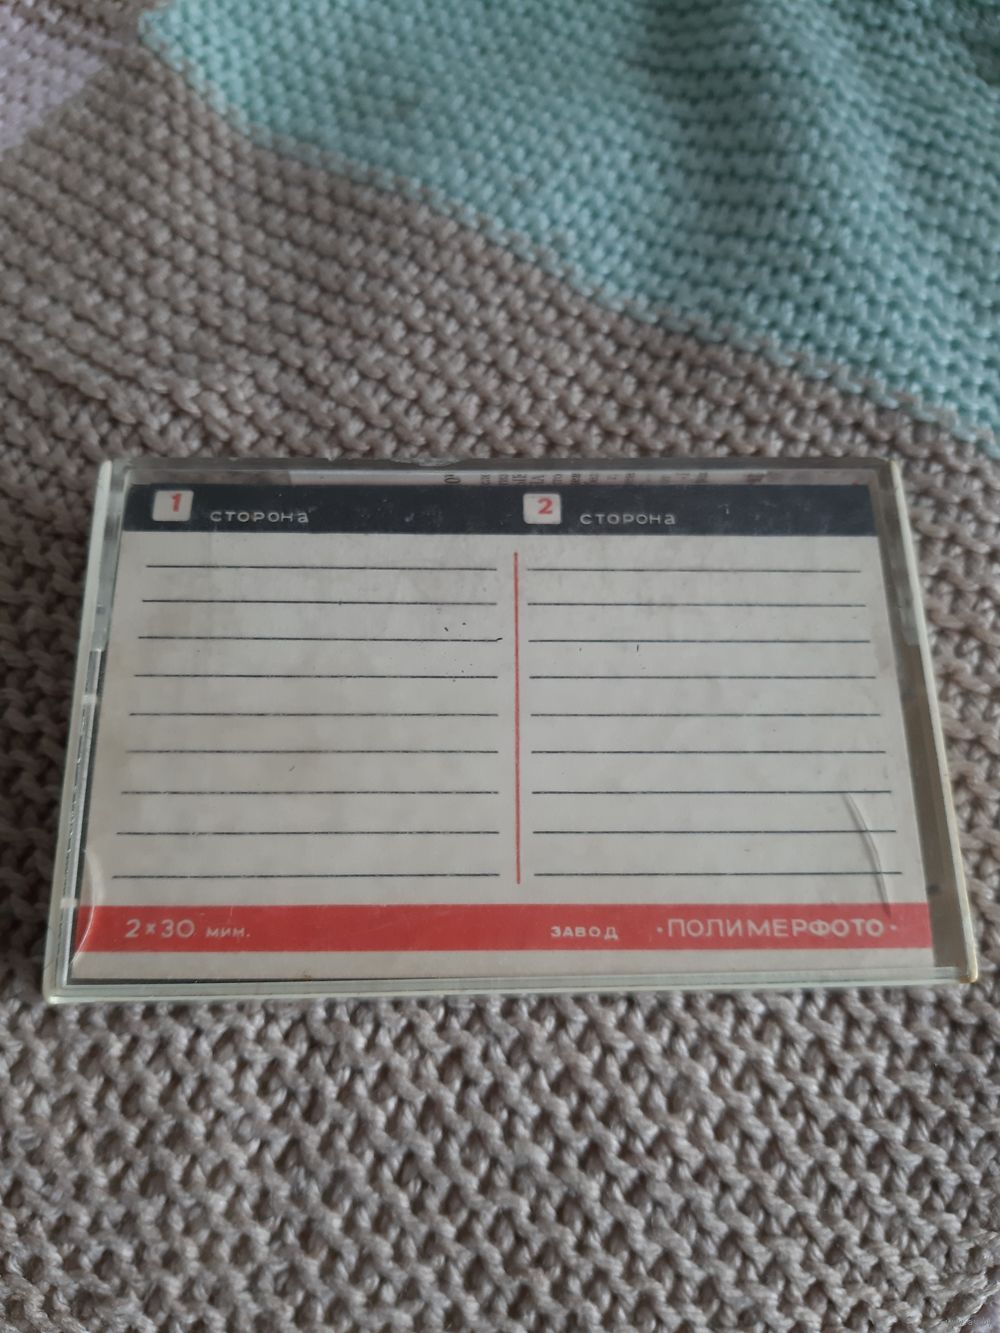 1 СТОРОНа
2 СТОРОНа
2×30 мин.
ЗАВОД ·ПОЛИМЕРФОТО·